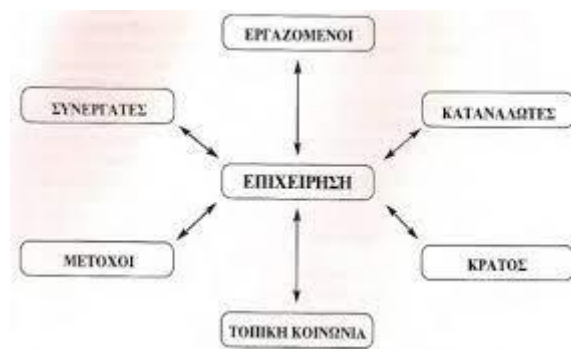 ΕΡΓΑΖΟΜΕΝΟΙ
ΣΥΝΕΡΓΑΤΕΣ
ΚΑΤΑΝΑΛΩΤΕΣ
ΕΠΙΧΕΙΡΗΣΗ
ΜΕΤΟΧΟΙ
ΚΡΑΤΟΣ
ΤΟΠΙΚΗ ΚΟΙΝΩΝΙΑ